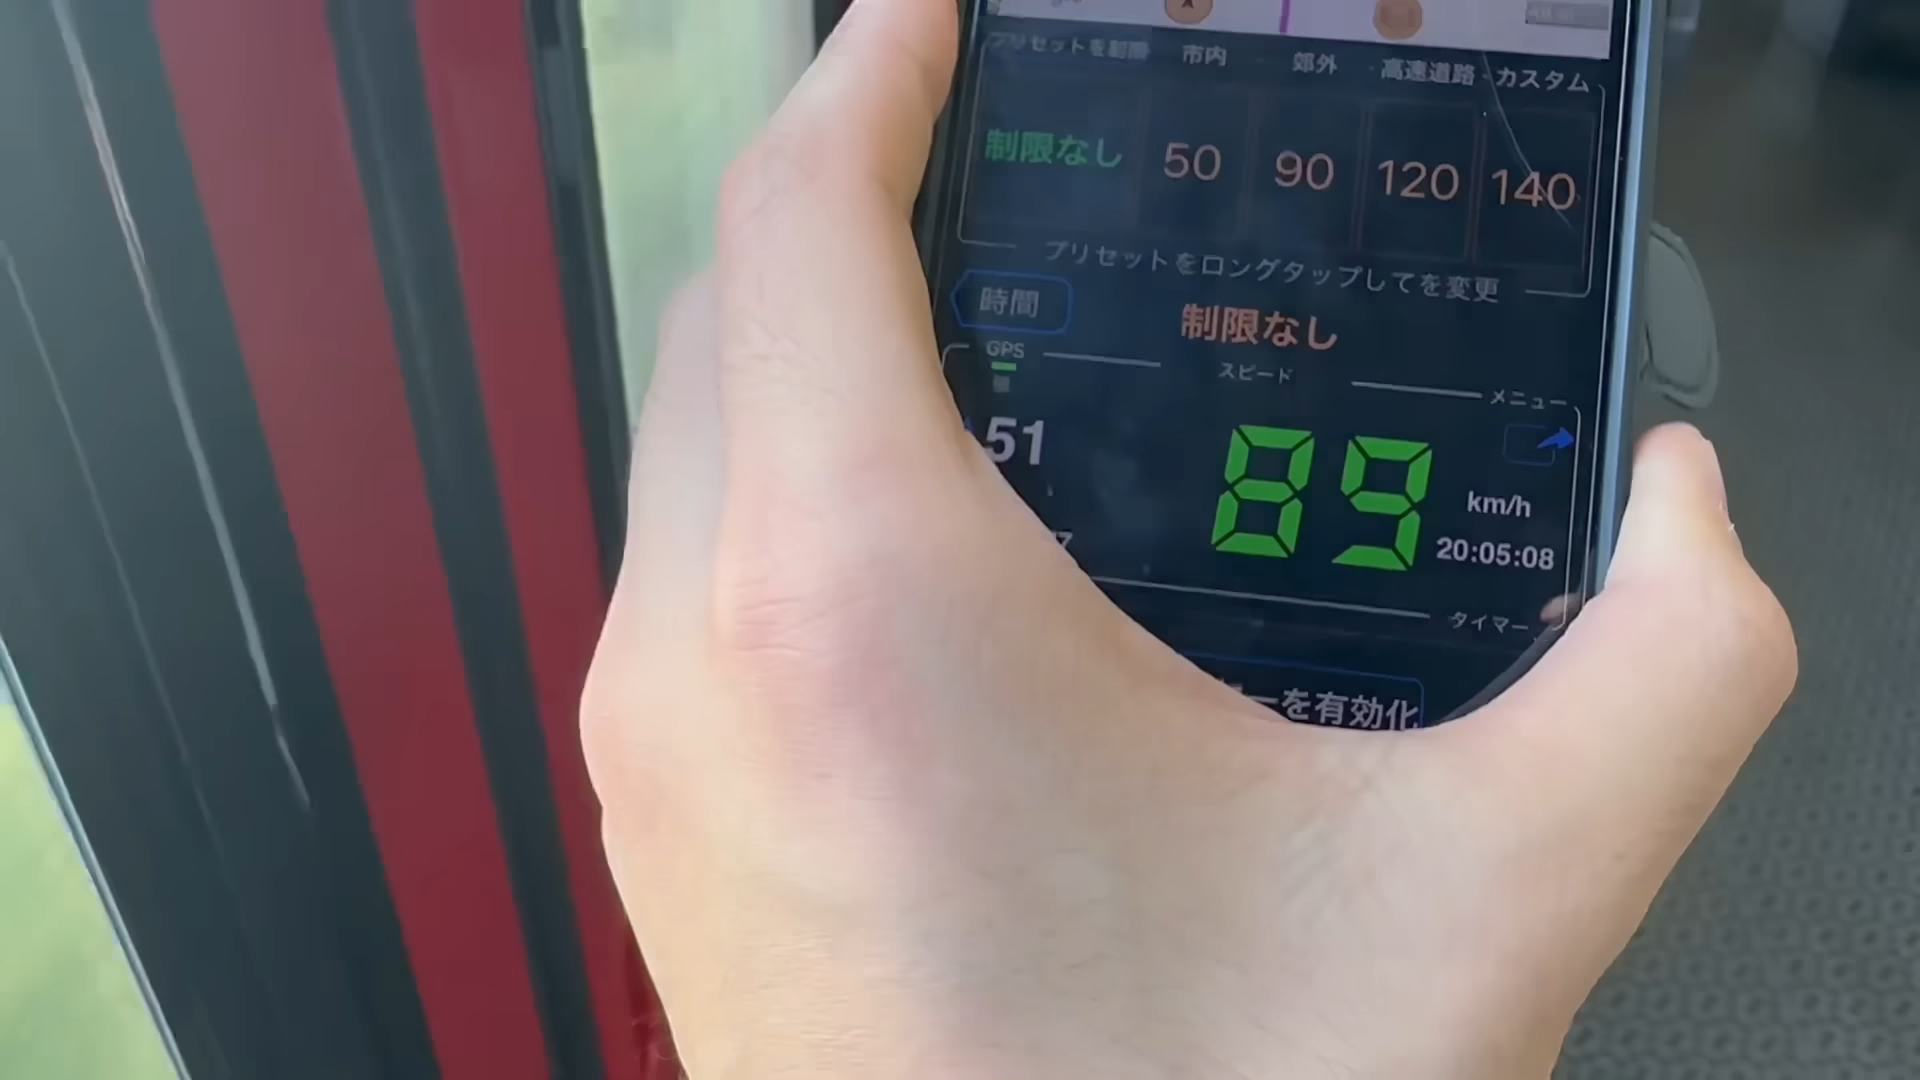 プリセットを制限 市内 郊外 高速道路 カスタム
制限なし 50 90 120 140
プリセットをロングタップしてを変更
時間
制限なし
GPS
スピード
メニュー
51
89
km/h
20:05:08
タイマー
ーを有効化